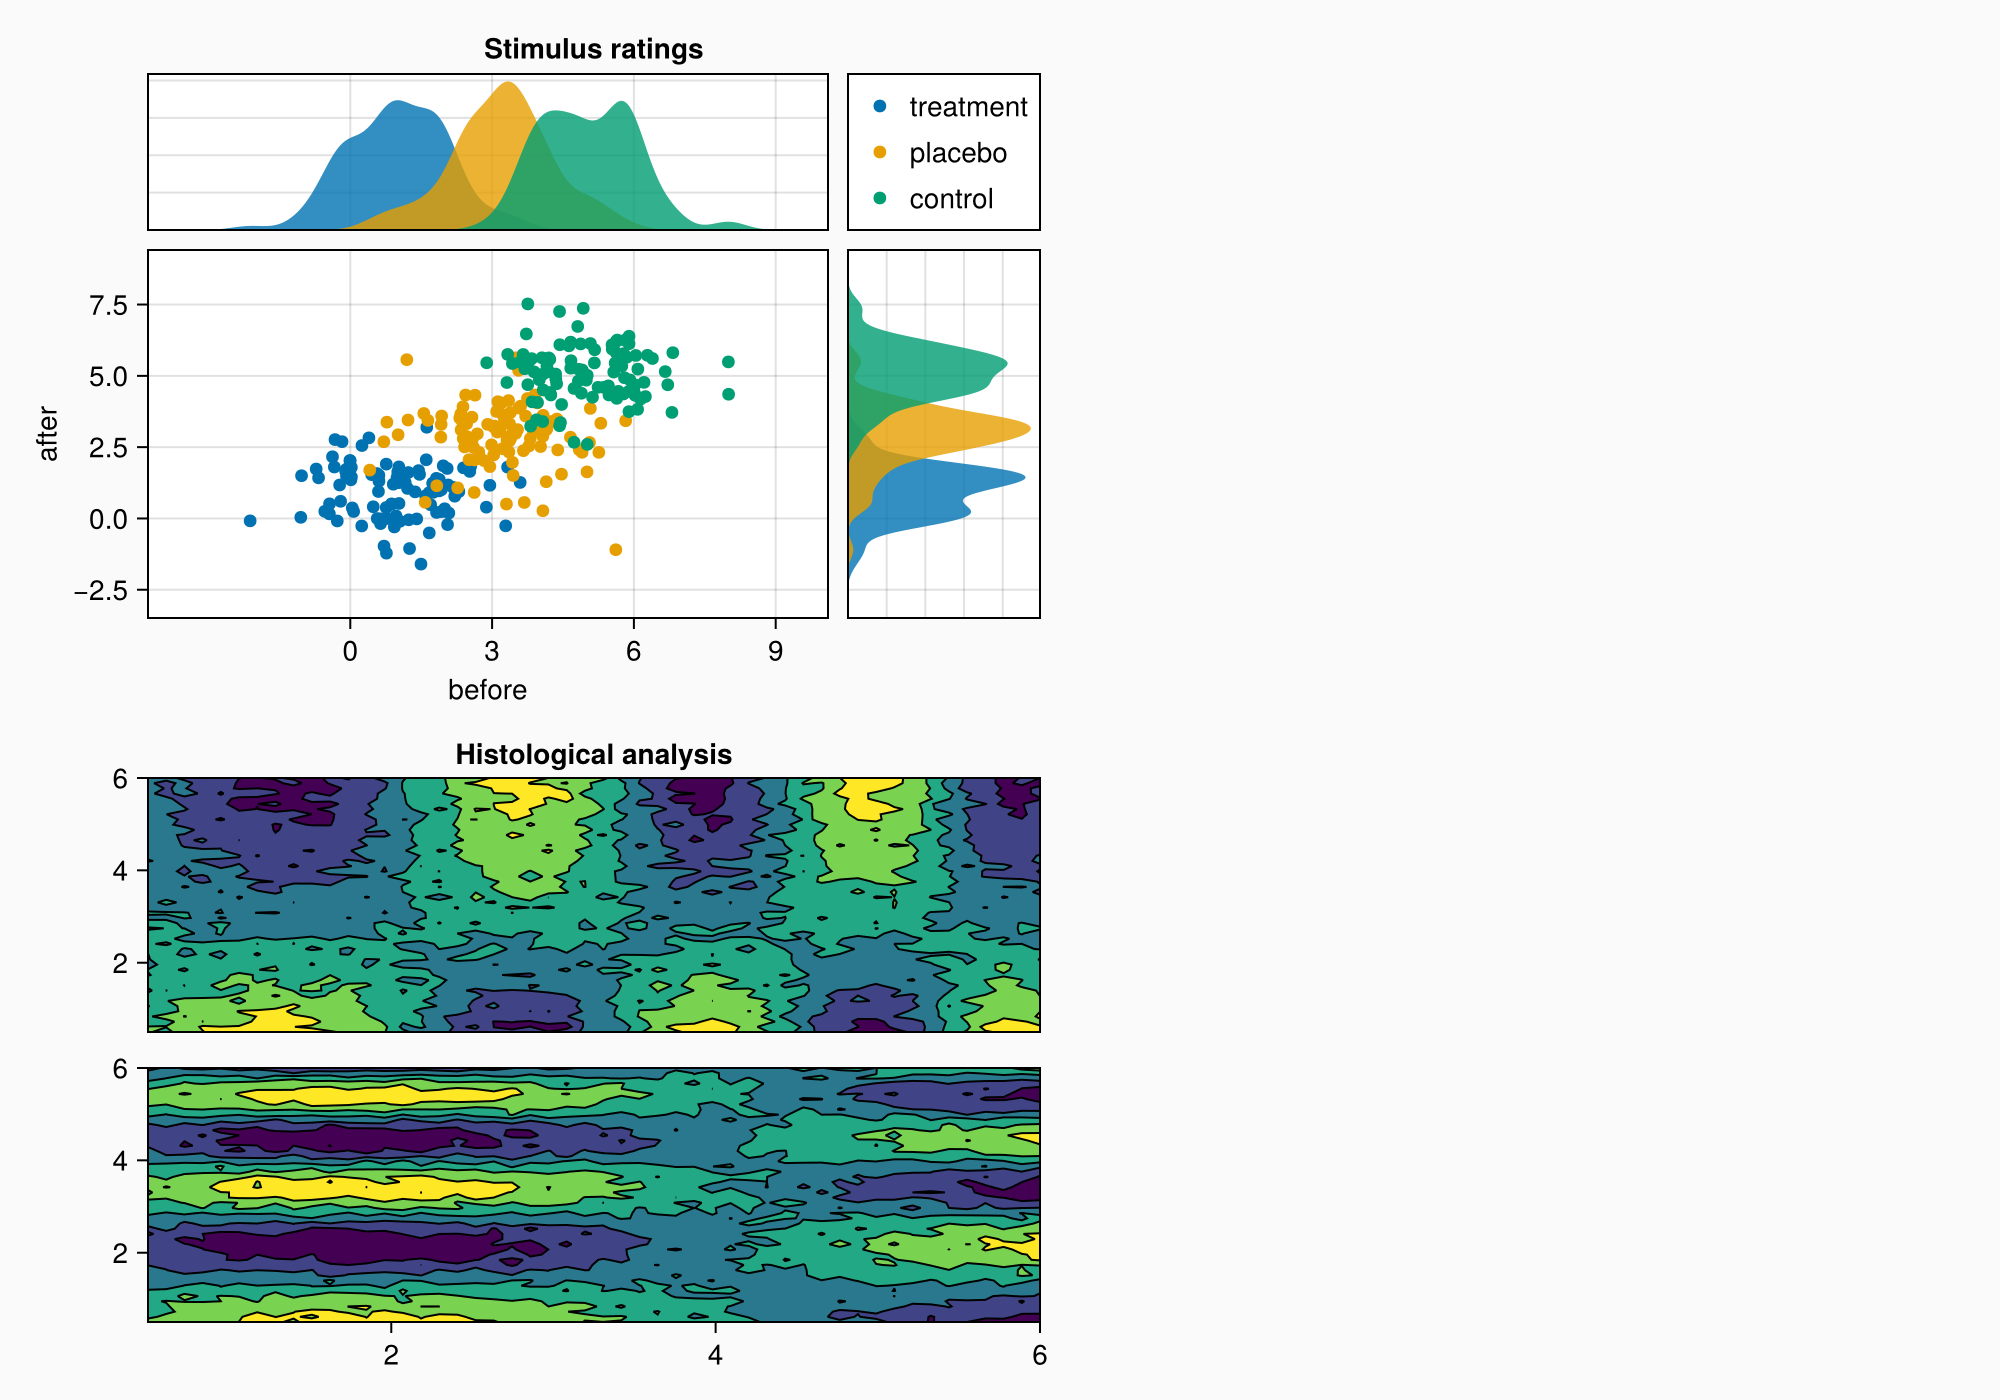 Stimulus ratings
treatment
placebo
control
7.5
5.0
2.5
0.0
−2.5
after
0 3 6 9
before
Histological analysis
6
4
2
6
4
2
2 4 6